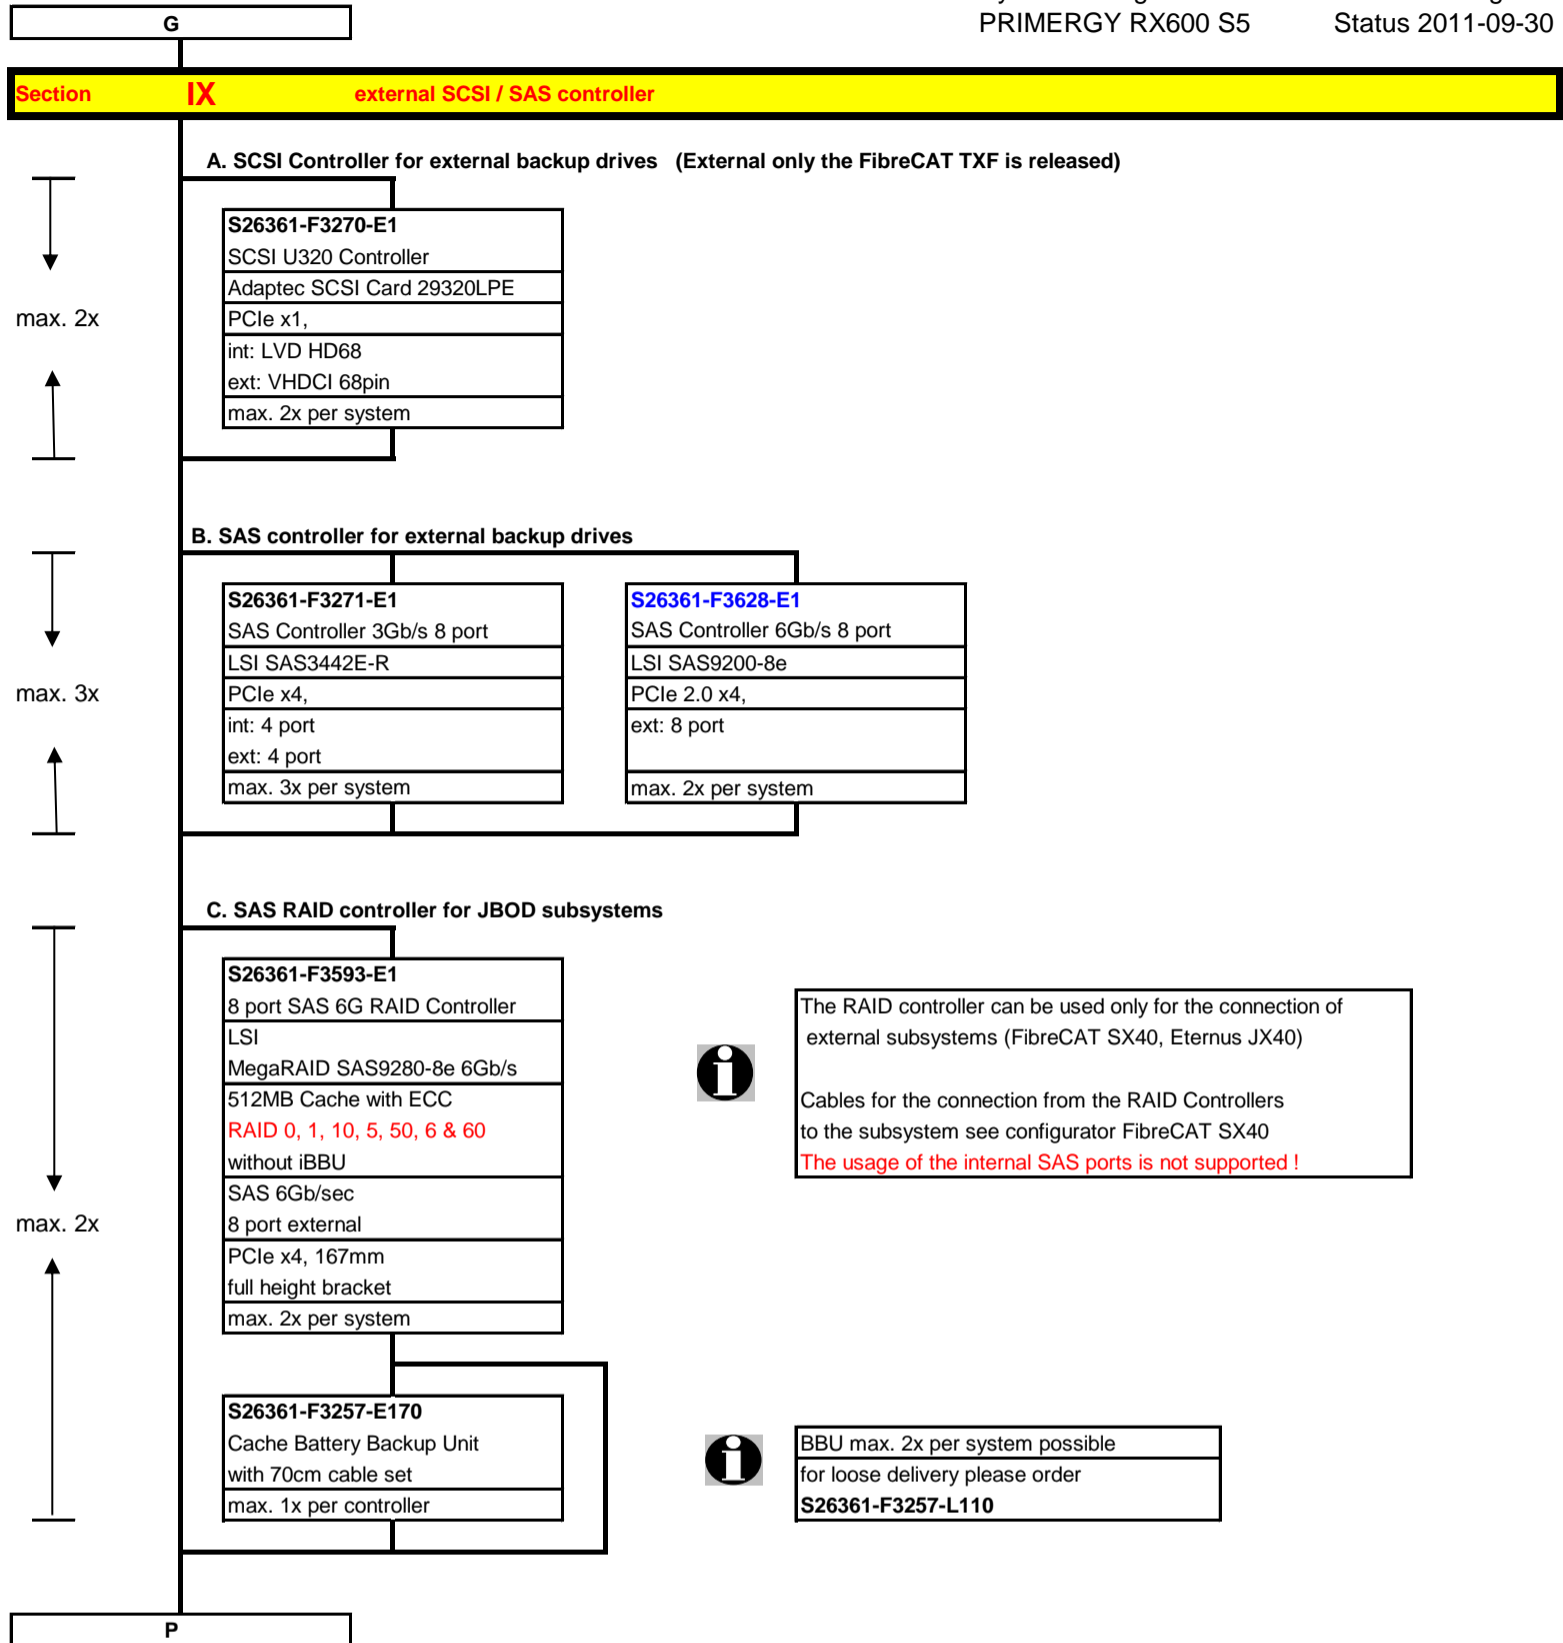 G
PRIMERGY RX600 S5 Status 2011-09-30
Section IX external SCSI / SAS controller
A. SCSI Controller for external backup drives (External only the FibreCAT TXF is released)
S26361-F3270-E1
SCSI U320 Controller
Adaptec SCSI Card 29320LPE
max. 2x
PCIe x1,
int: LVD HD68
ext: VHDCI 68pin
max. 2x per system
B. SAS controller for external backup drives
S26361-F3271-E1
SAS Controller 3Gb/s 8 port
LSI SAS3442E-R
max. 3x
PCIe x4,
int: 4 port
ext: 4 port
max. 3x per system
S26361-F3628-E1
SAS Controller 6Gb/s 8 port
LSI SAS9200-8e
PCIe 2.0 x4,
ext: 8 port
max. 2x per system
C. SAS RAID controller for JBOD subsystems
S26361-F3593-E1
8 port SAS 6G RAID Controller
LSI
MegaRAID SAS9280-8e 6Gb/s
512MB Cache with ECC
RAID 0, 1, 10, 5, 50, 6 & 60
without iBBU
SAS 6Gb/sec
max. 2x
8 port external
PCIe x4, 167mm
full height bracket
max. 2x per system
The RAID controller can be used only for the connection of
external subsystems (FibreCAT SX40, Eternus JX40)
Cables for the connection from the RAID Controllers
to the subsystem see configurator FibreCAT SX40
The usage of the internal SAS ports is not supported !
S26361-F3257-E170
Cache Battery Backup Unit
with 70cm cable set
max. 1x per controller
BBU max. 2x per system possible
for loose delivery please order
S26361-F3257-L110
P